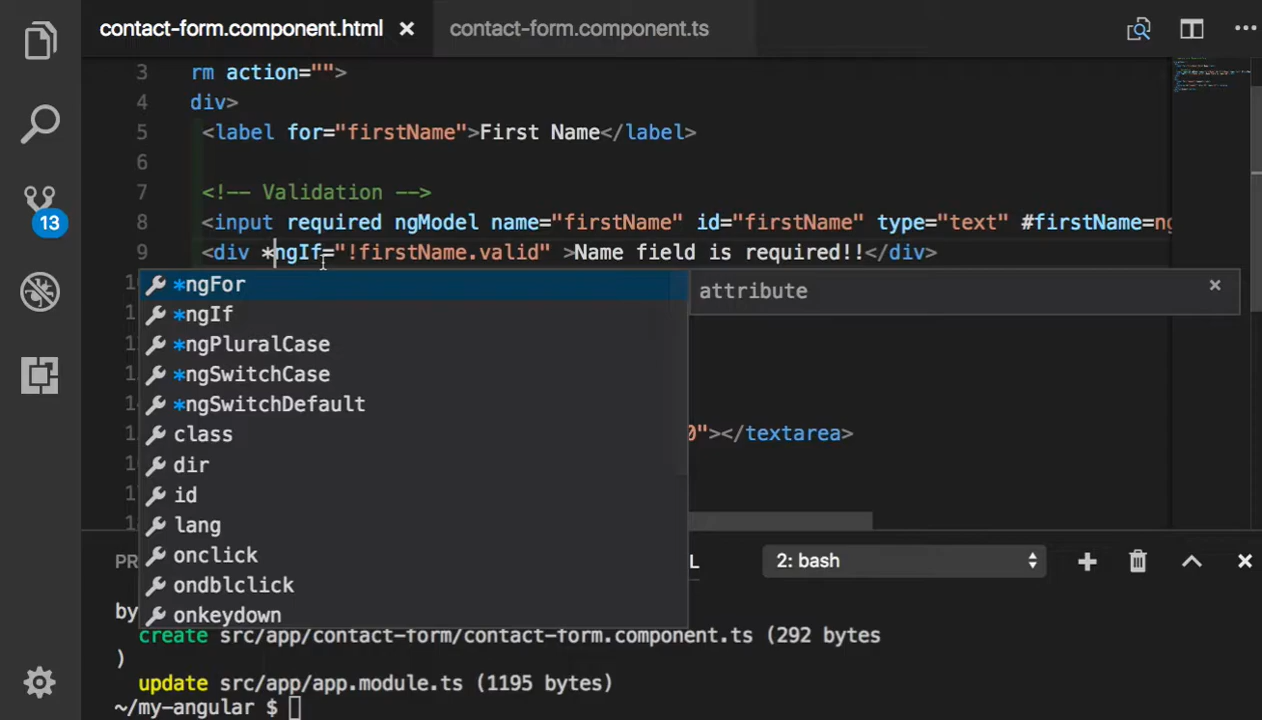 contact-form.component.html
contact-form.component.ts
3 rm action="">
4 div>
5 <label for="firstName">First Name</label>
6
7 <!-- Validation -->
8 <input required ngModel name="firstName" id="firstName" type="text" #firstName=ng
9 <div *ngIf="!firstName.valid" >Name field is required!!</div>
*ngFor
attribute
*ngIf
*ngPluralCase
*ngSwitchCase
*ngSwitchDefault
class
0"></textarea>
dir
id
lang
onclick
ondblclick
onkeydown
13
PR
L
2: bash
by
create src/app/contact-form/contact-form.component.ts (292 bytes
)
update src/app/app.module.ts (1195 bytes)
~/my-angular $